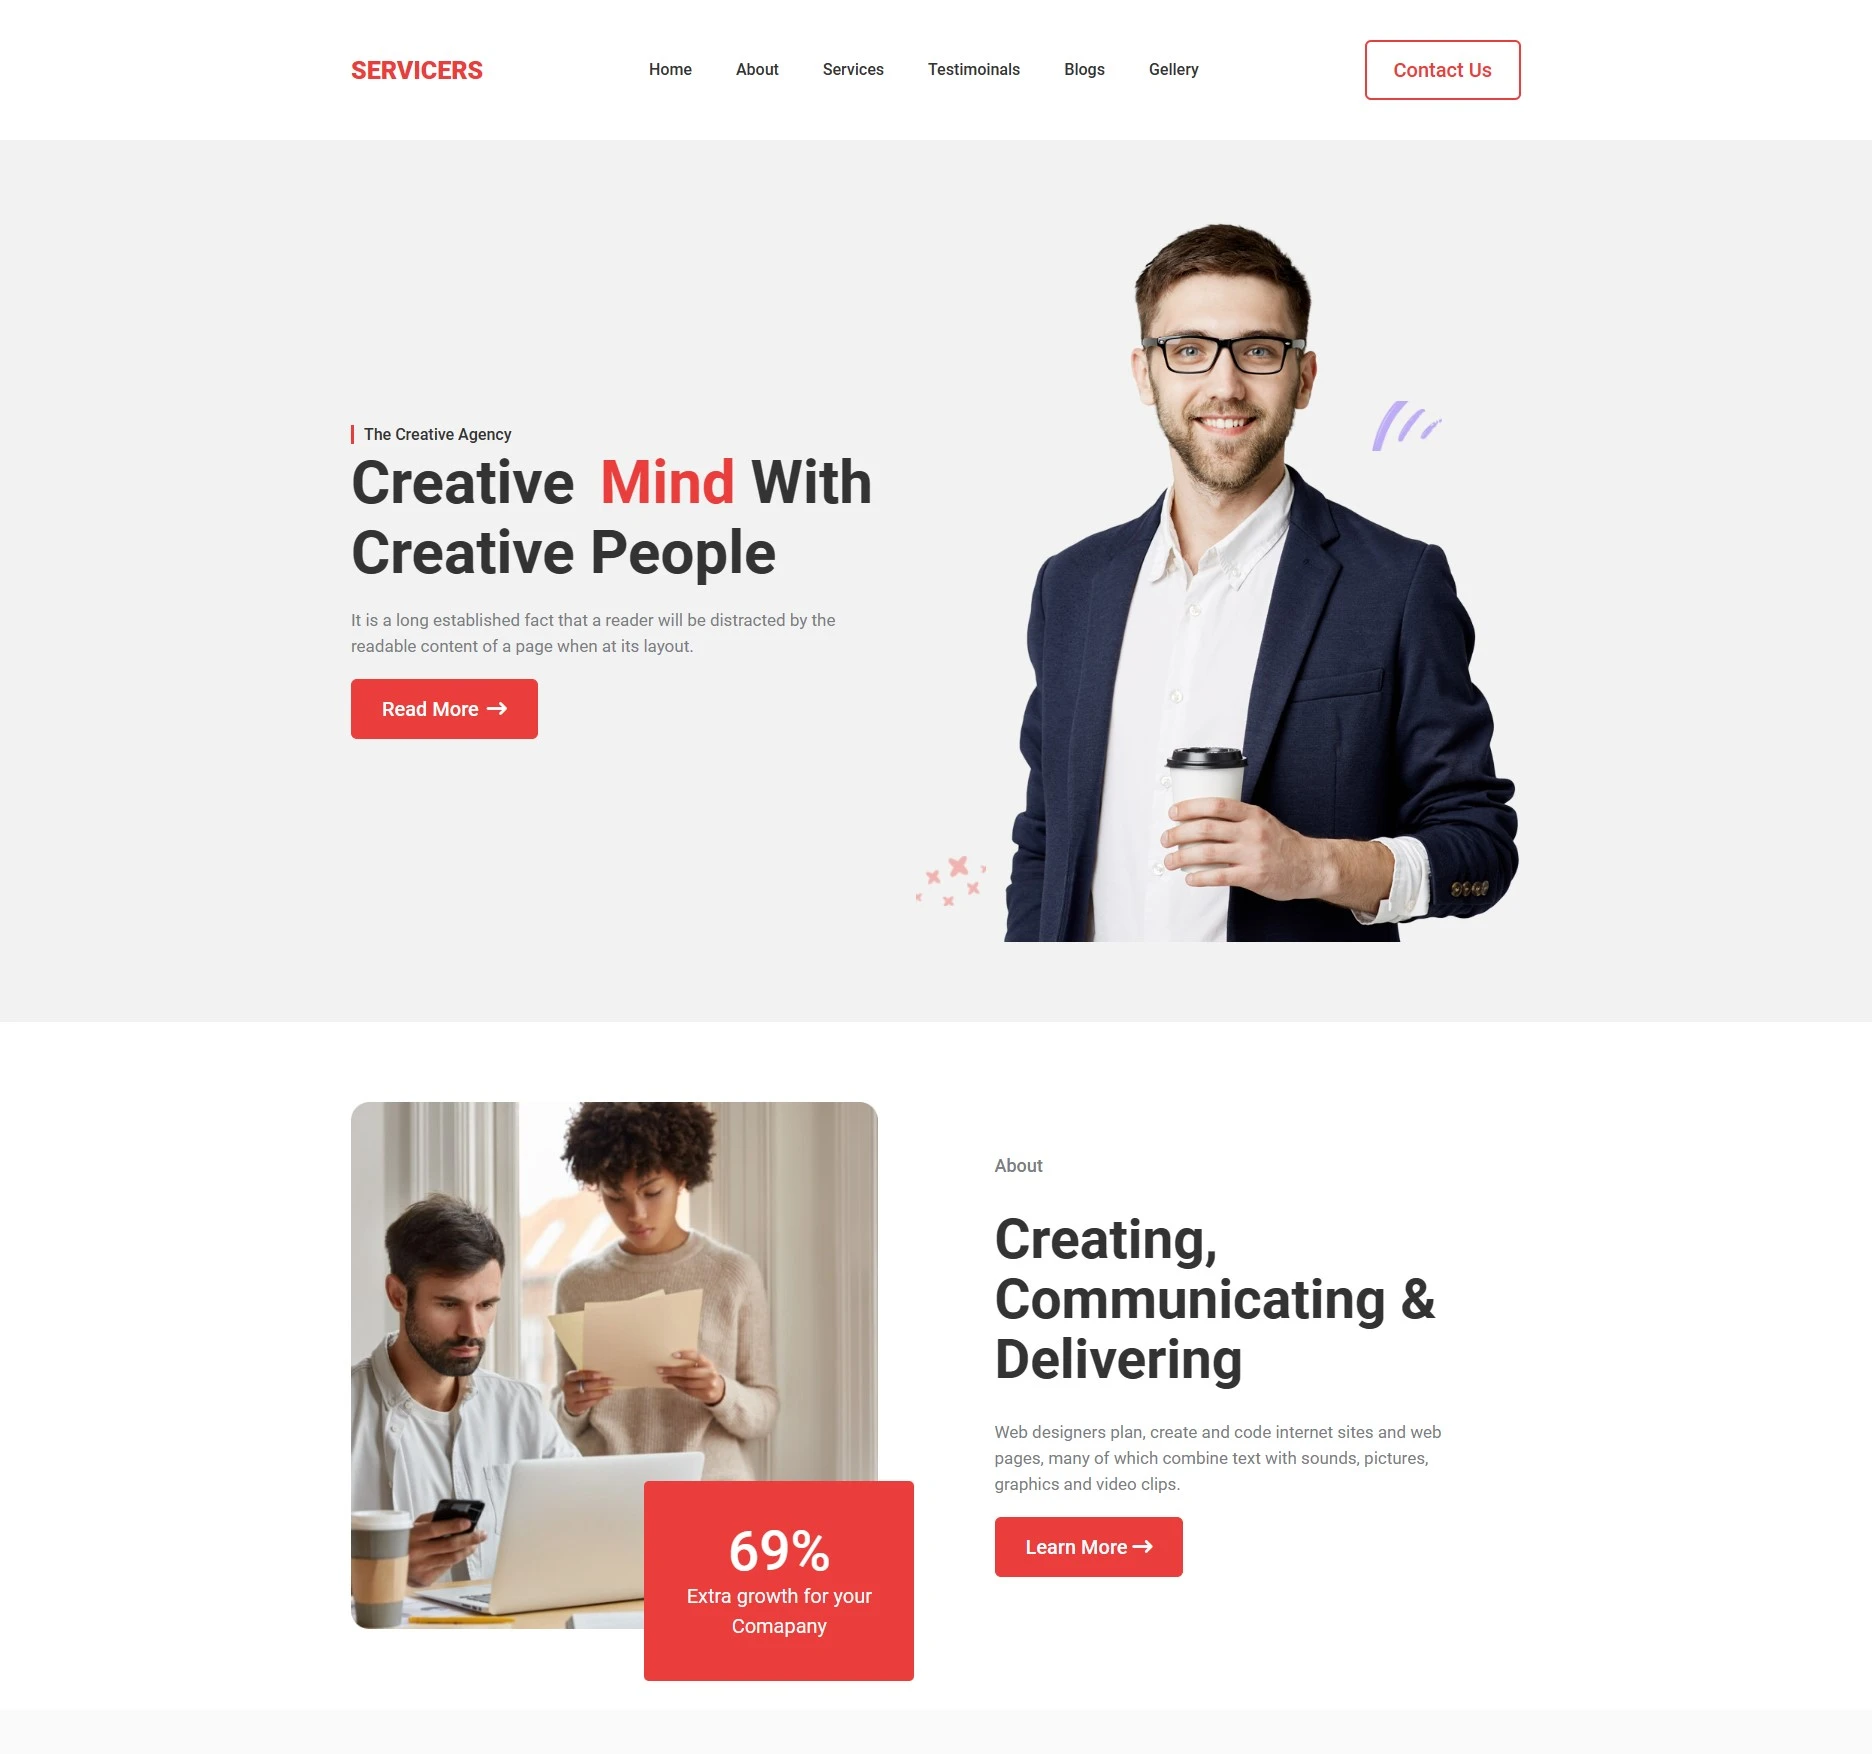 SERVICERS
Home About Services Testimoinals Blogs Gellery
Contact Us
The Creative Agency
Creative Mind With
Creative People
It is a long established fact that a reader will be distracted by the
readable content of a page when at its layout.
Read More
About
Creating,
Communicating &
Delivering
Web designers plan, create and code internet sites and web
pages, many of which combine text with sounds, pictures,
graphics and video clips.
Learn More
69%
Extra growth for your
Comapany